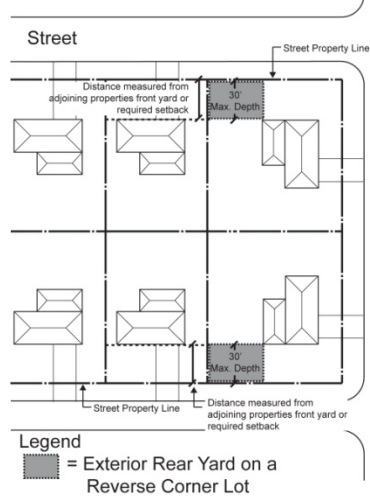 Street
Street Property Line
Distance measured from
adjoining properties front yard or
required setback
30'
Max. Depth
30'
Max. Depth
Street Property Line
Distance measured from
adjoining properties front yard or
required setback
Legend
= Exterior Rear Yard on a
Reverse Corner Lot